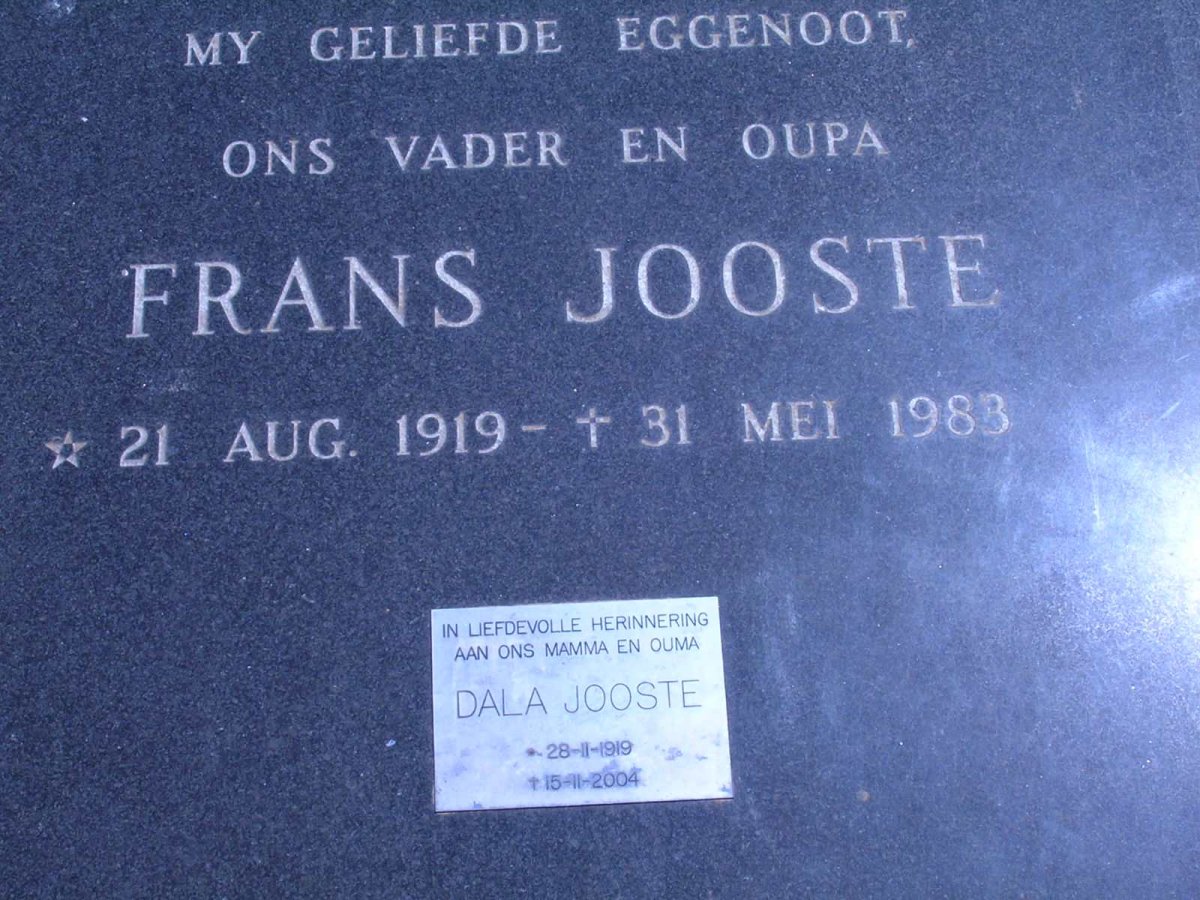 MY GELIEFDE EGGENOOT,
ONS VADER EN OUPA
FRANS JOOSTE
☆ 21 AUG. 1919 - ✝ 31 MEI 1983
IN LIEFDEVOLLE HERINNERING
AAN ONS MAMMA EN OUMA
DALA JOOSTE
* 28-11-1919
✝ 15-11-2004